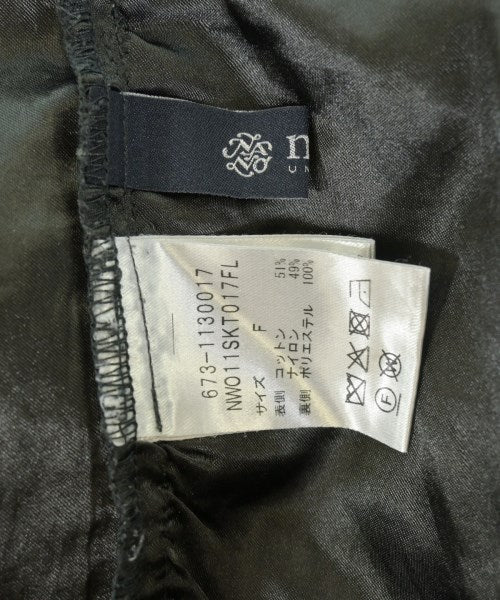 NANO
n
UN
673-1130017
NWO11SKT017FL
サイズ F
表側 コットン 51%
ナイロン 49%
裏側 ポリエステル 100%
F